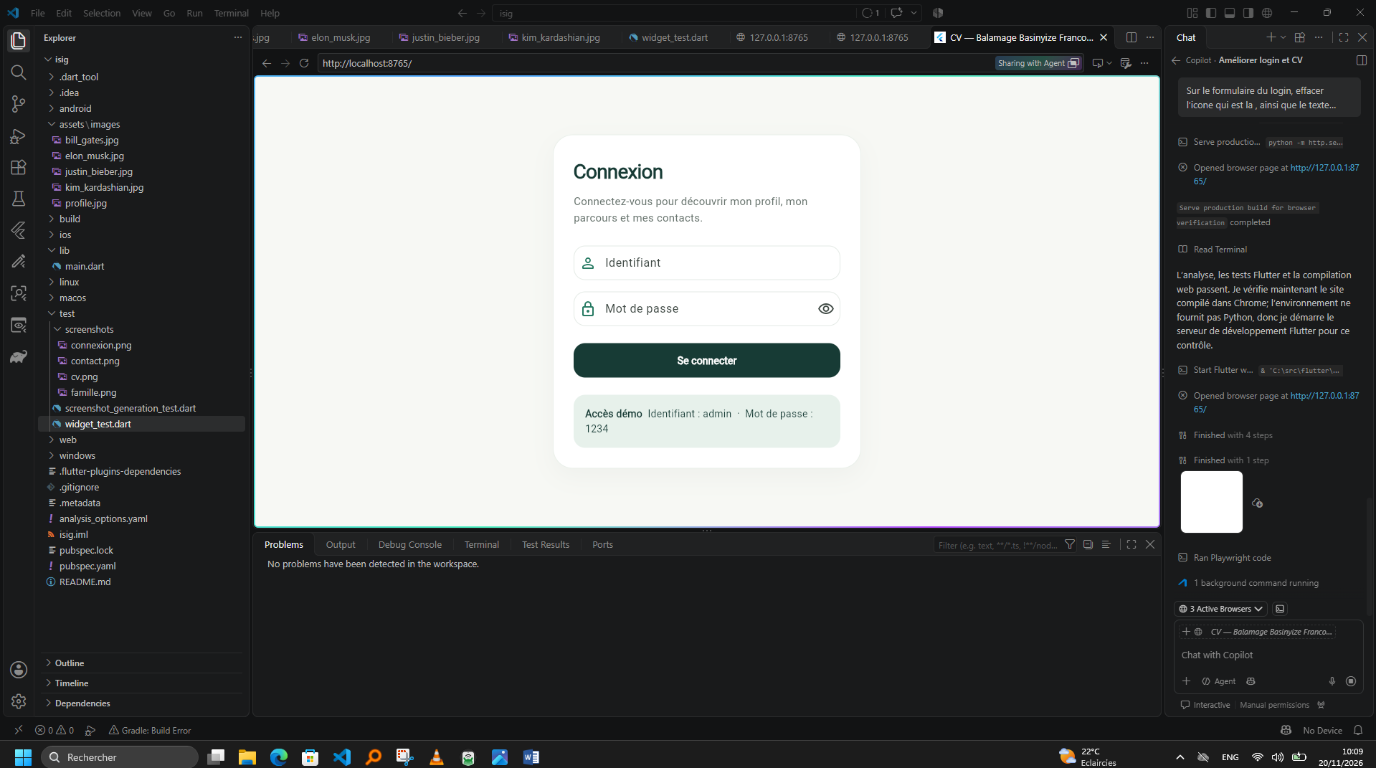 File Edit Selection View Go Run Terminal Help
isig
1
Explorer
isig
.dart_tool
.idea
android
assets\images
bill_gates.jpg
elon_musk.jpg
justin_bieber.jpg
kim_kardashian.jpg
profile.jpg
build
ios
lib
main.dart
linux
macos
test
screenshots
connexion.png
contact.png
cv.png
famille.png
screenshot_generation_test.dart
widget_test.dart
web
windows
.flutter-plugins-dependencies
.gitignore
.metadata
analysis_options.yaml
isig.iml
pubspec.lock
pubspec.yaml
README.md
Outline
Timeline
Dependencies
s.jpg elon_musk.jpg justin_bieber.jpg kim_kardashian.jpg widget_test.dart 127.0.0.1:8765 127.0.0.1:8765 CV — Balamage Basinyize Franco...
http://localhost:8765/ Sharing with Agent
Connexion
Connectez-vous pour découvrir mon profil, mon
parcours et mes contacts.
Identifiant
Mot de passe
Se connecter
Accès démo Identifiant : admin · Mot de passe :
1234
Problems Output Debug Console Terminal Test Results Ports
Filter (e.g. text, **/*.ts, !**/nod...
No problems have been detected in the workspace.
Chat
Copilot · Améliorer login et CV
Sur le formulaire du login, effacer
l'icone qui est la , ainsi que le texte...
Serve productio... python -m http.se...
Opened browser page at http://127.0.0.1:87
65/
Serve production build for browser
verification completed
Read Terminal
L'analyse, les tests Flutter et la compilation
web passent. Je vérifie maintenant le site
compilé dans Chrome; l'environnement ne
fournit pas Python, donc je démarre le
serveur de développement Flutter pour ce
contrôle.
Start Flutter w... & 'C:\src\flutter\...
Opened browser page at http://127.0.0.1:87
65/
Finished with 4 steps
Finished with 1 step
Ran Playwright code
1 background command running
3 Active Browsers
CV — Balamage Basinyize Franco...
Chat with Copilot
Agent
Interactive Manual permissions
0 0 Gradle: Build Error No Device
Rechercher
22°C
Eclaircies
ENG
10:09
20/11/2026